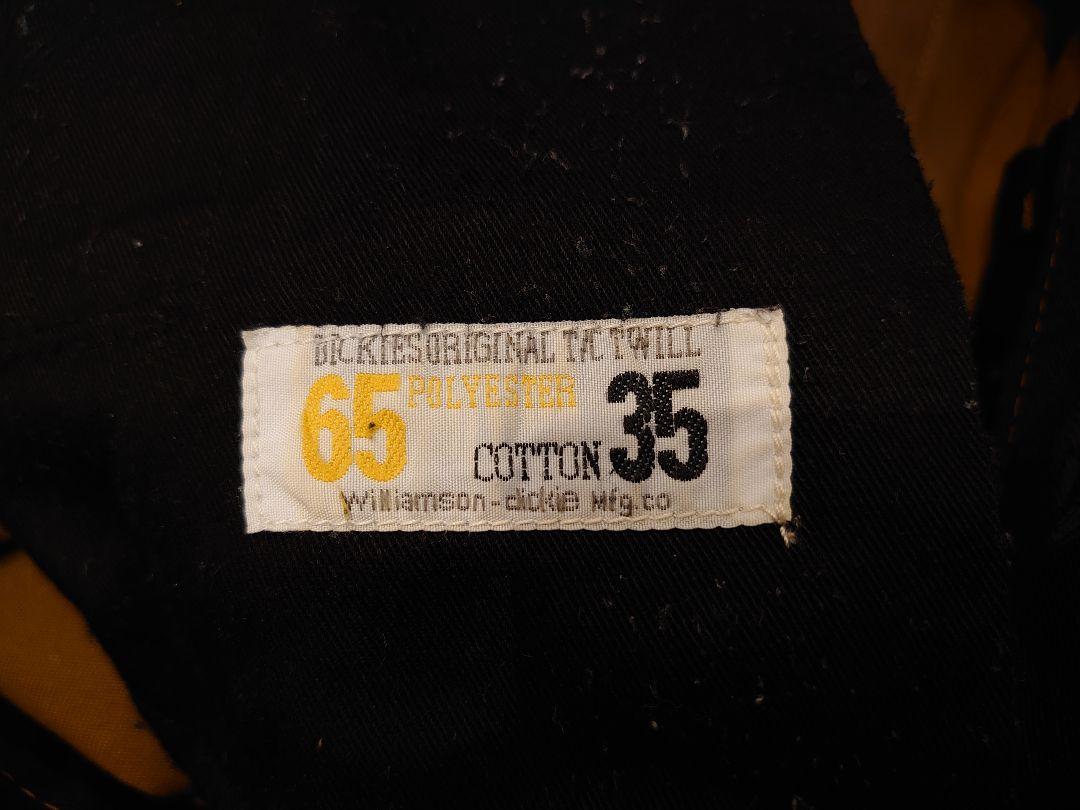 DICKIES ORIGINAL T/C TWILL
65 POLYESTER
COTTON 35
Williamson-dickie Mfg.co